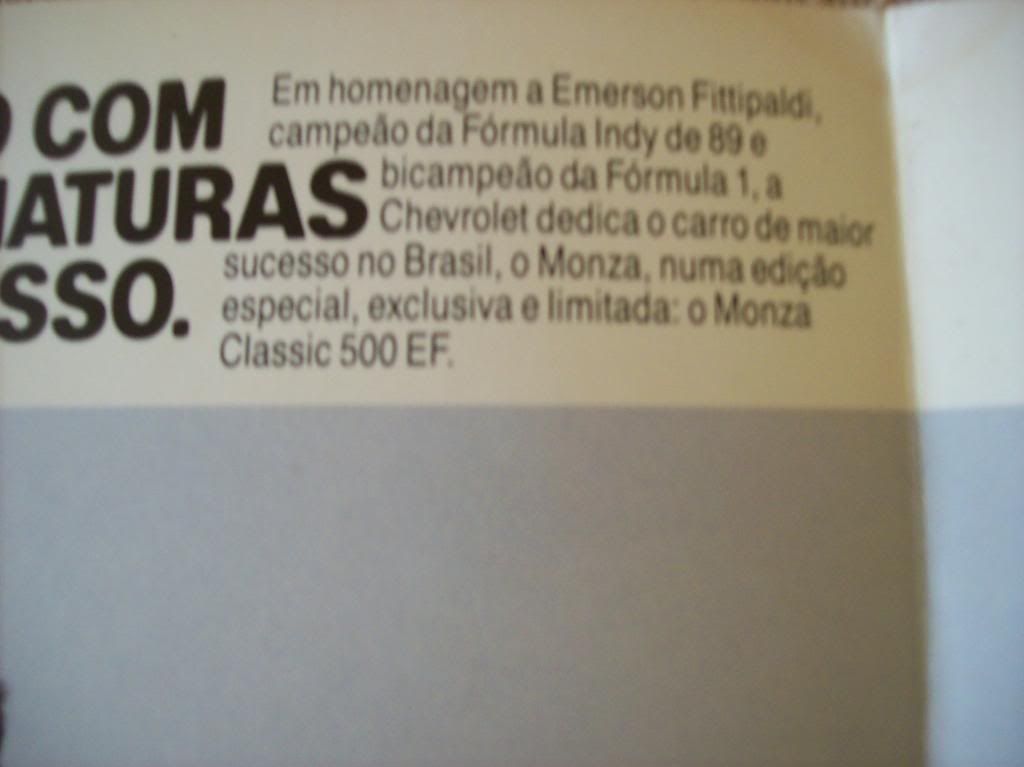 O COM
Em homenagem a Emerson Fittipaldi,
campeão da Fórmula Indy de 89 e
NATURAS
bicampeão da Fórmula 1, a
Chevrolet dedica o carro de maior
SSO.
sucesso no Brasil, o Monza, numa edição
especial, exclusiva e limitada: o Monza
Classic 500 EF.